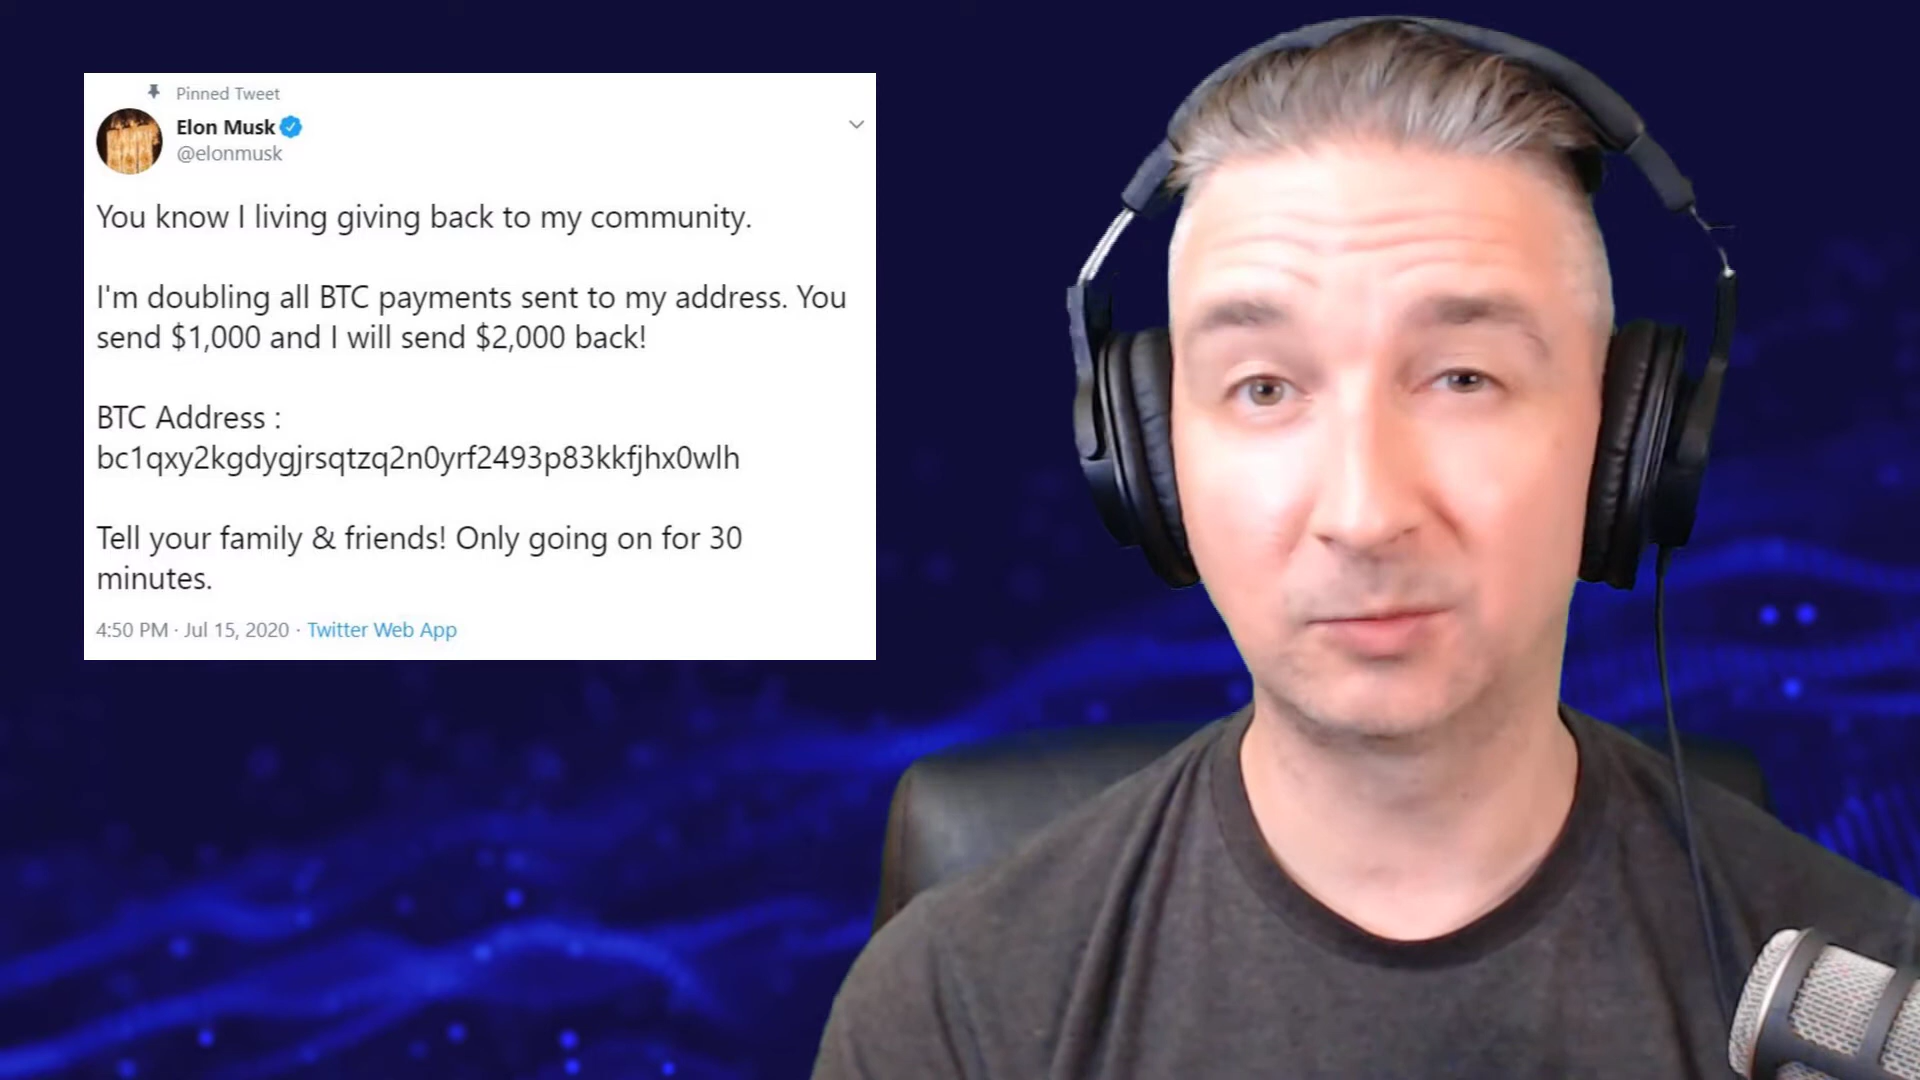 Pinned Tweet
Elon Musk
@elonmusk
You know I living giving back to my community.
I'm doubling all BTC payments sent to my address. You
send $1,000 and I will send $2,000 back!
BTC Address :
bc1qxy2kgdygjrsqtzq2n0yrf2493p83kkfjhx0wlh
Tell your family & friends! Only going on for 30
minutes.
4:50 PM · Jul 15, 2020 · Twitter Web App